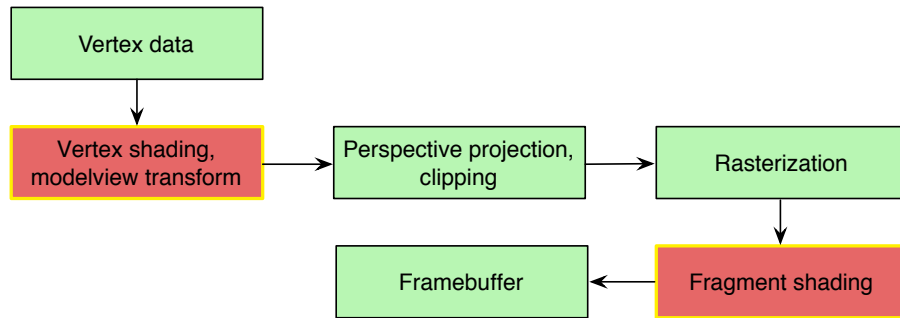 Vertex data
Vertex shading,
modelview transform
Perspective projection,
clipping
Rasterization
Framebuffer
Fragment shading